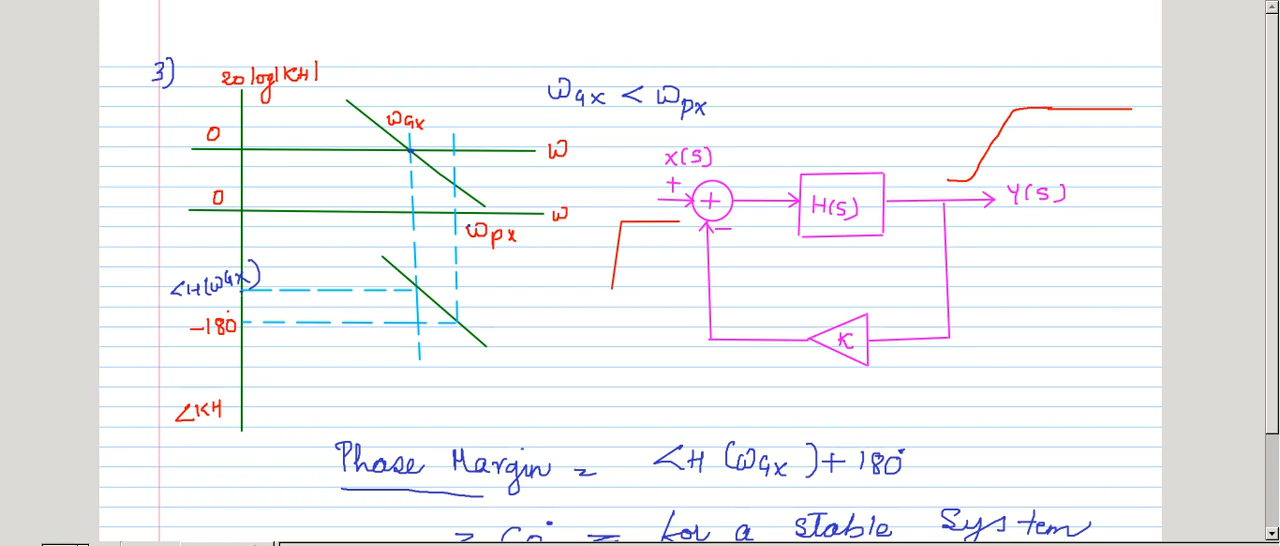 3)
20 log|KH|
ωGx < ωpx
ωGx
0
ω
X(S)
+
+
H(S)
Y(S)
0
ω
−
ωpx
∠H(ωGx)
-180°
K
∠KH
Phase Margin = ∠H (ωGx) + 180°
= = for a stable System